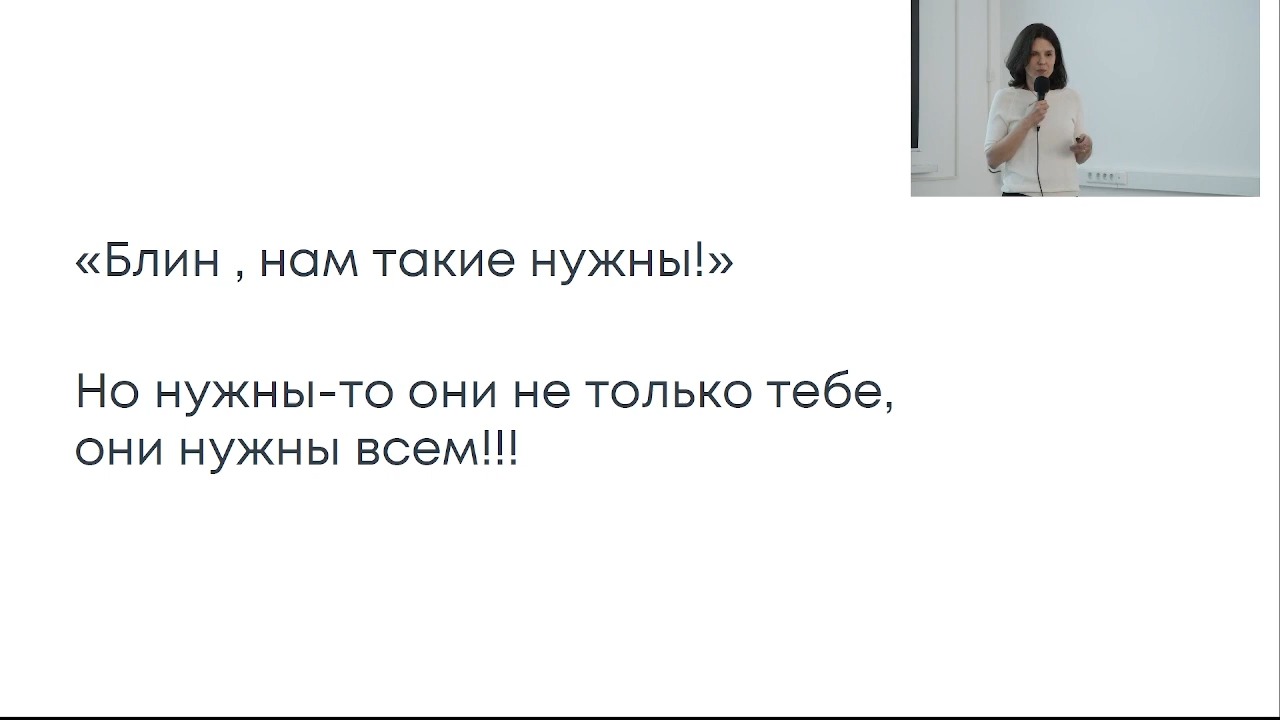 «Блин , нам такие нужны!»
Но нужны-то они не только тебе,
они нужны всем!!!